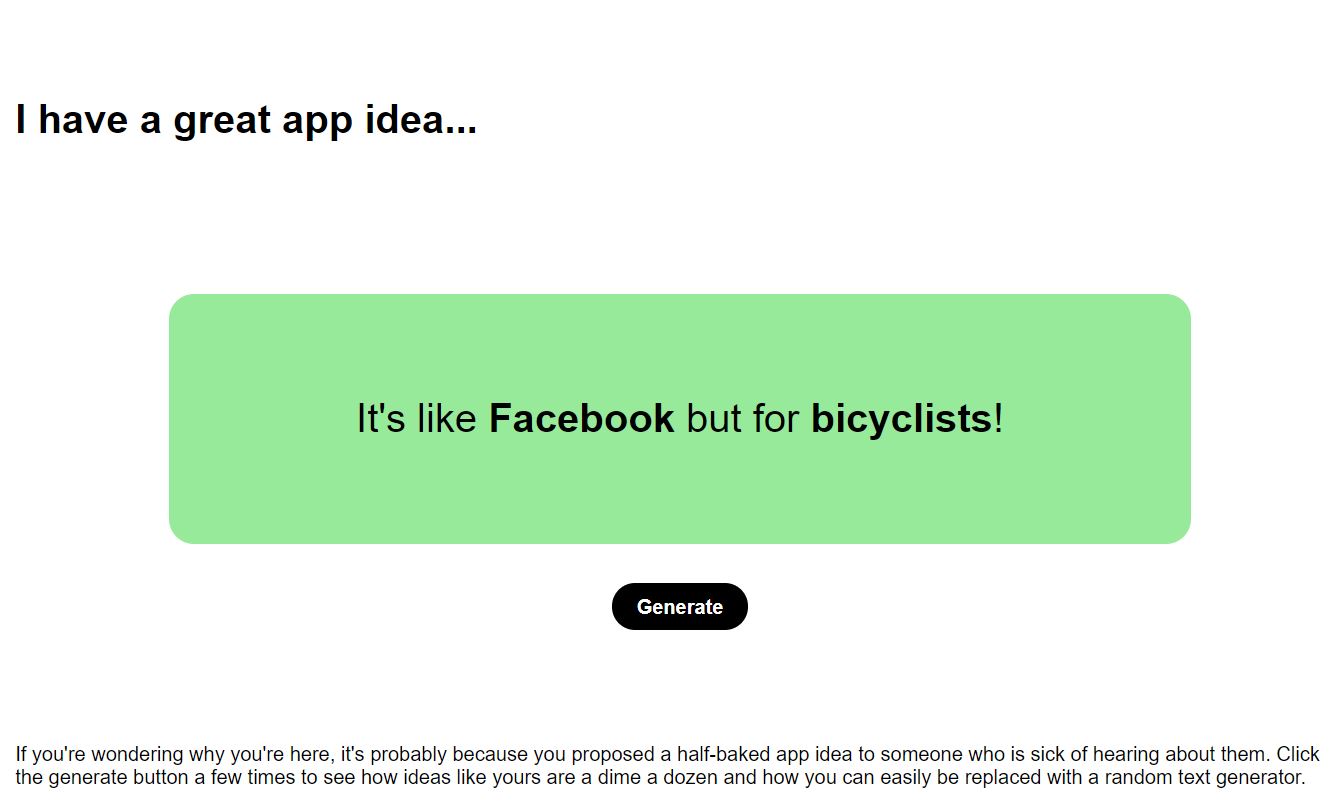 I have a great app idea...
It's like Facebook but for bicyclists!
Generate
If you're wondering why you're here, it's probably because you proposed a half-baked app idea to someone who is sick of hearing about them. Click
the generate button a few times to see how ideas like yours are a dime a dozen and how you can easily be replaced with a random text generator.